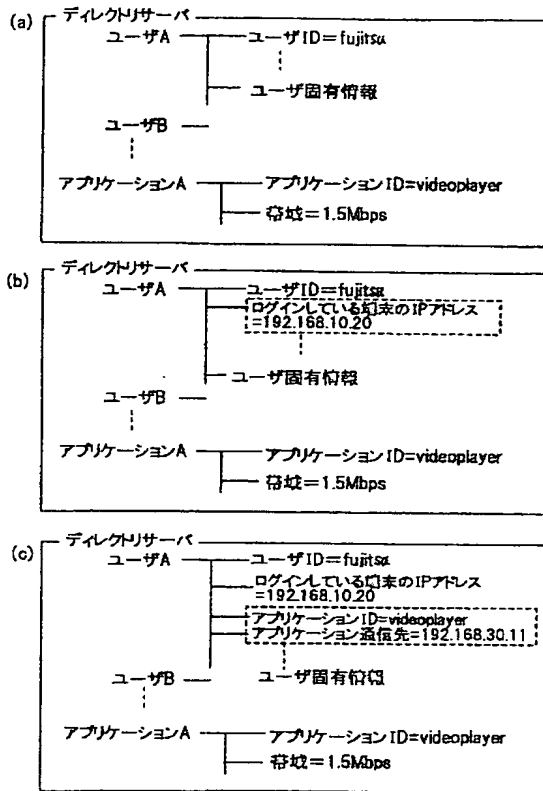 (a)
ディレクトリサーバ
ユーザA
ユーザID=fujitsu
ユーザ固有情報
ユーザB
アプリケーションA
アプリケーションID=videoplayer
帯域=1.5Mbps
(b)
ディレクトリサーバ
ユーザA
ユーザID=fujitsu
ログインしている端末のIPアドレス
=192.168.10.20
ユーザ固有情報
ユーザB
アプリケーションA
アプリケーションID=videoplayer
帯域=1.5Mbps
(c)
ディレクトリサーバ
ユーザA
ユーザID=fujitsu
ログインしている端末のIPアドレス
=192.168.10.20
アプリケーションID=videoplayer
アプリケーション通信先=192.168.30.11
ユーザB
ユーザ固有情報
アプリケーションA
アプリケーションID=videoplayer
帯域=1.5Mbps